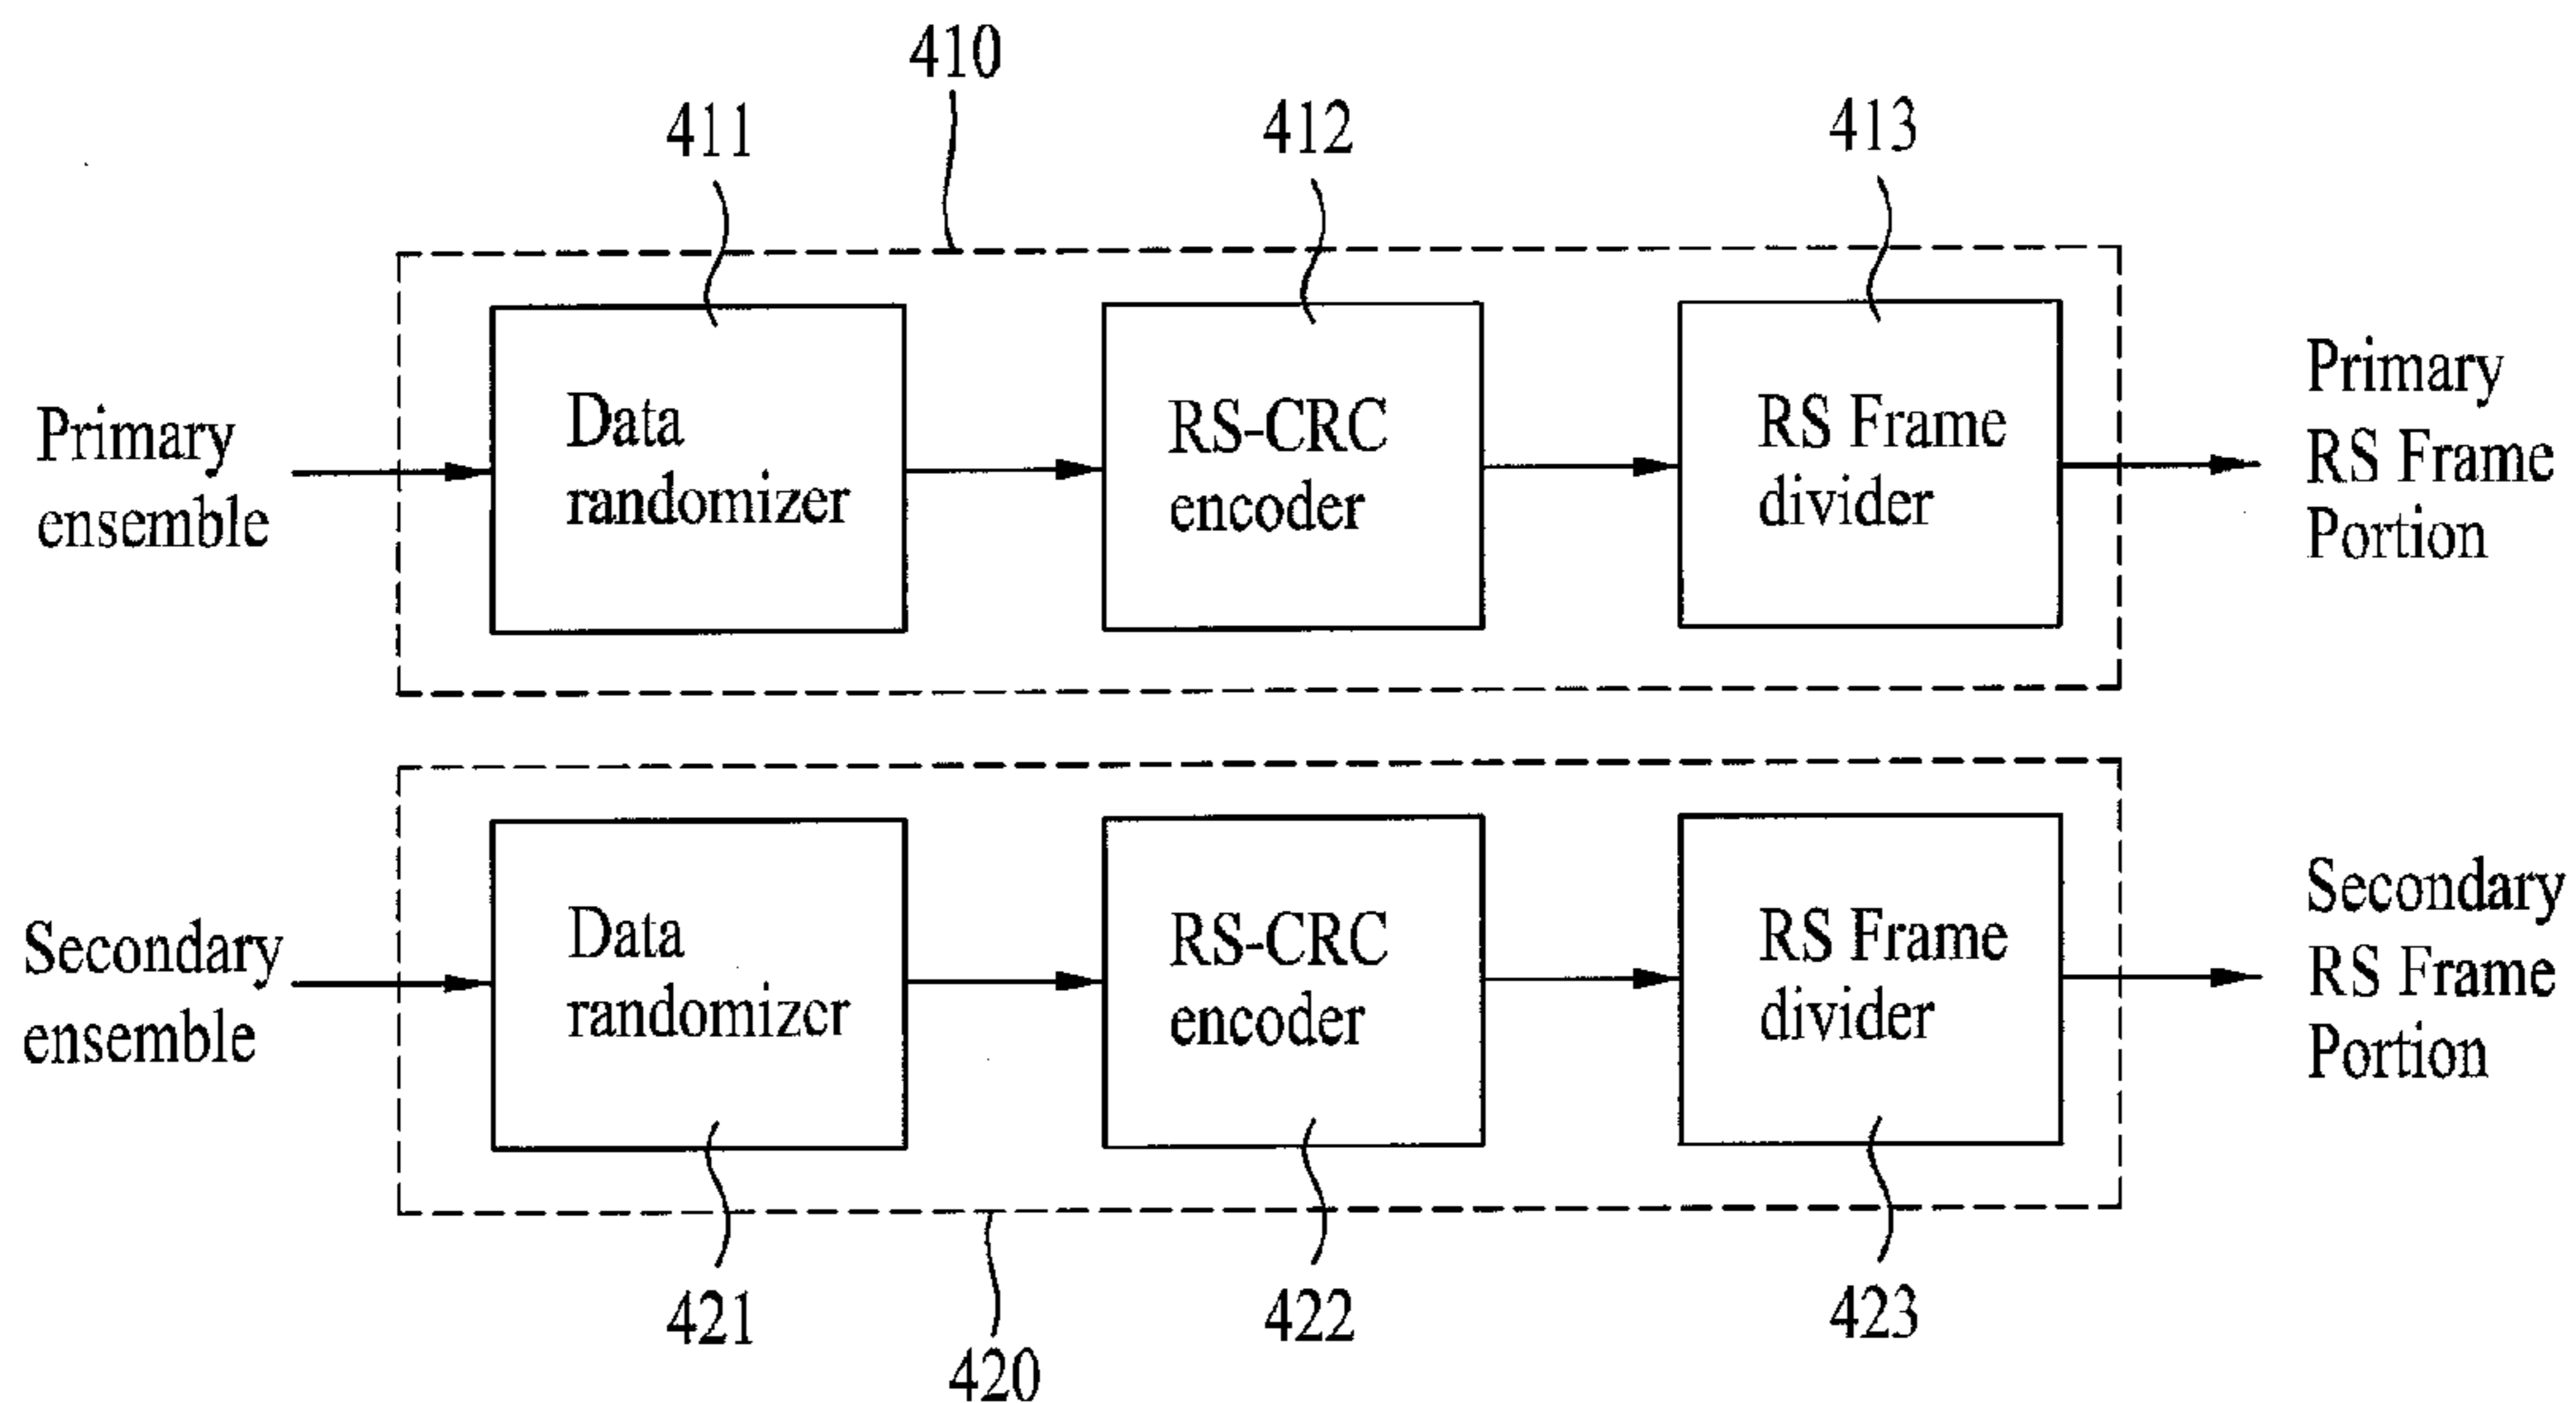 410
411
412
413
Primary
ensemble
Data
randomizer
RS-CRC
encoder
RS Frame
divider
Primary
RS Frame
Portion
Secondary
ensemble
Data
randomizer
RS-CRC
encoder
RS Frame
divider
Secondary
RS Frame
Portion
421
422
423
420